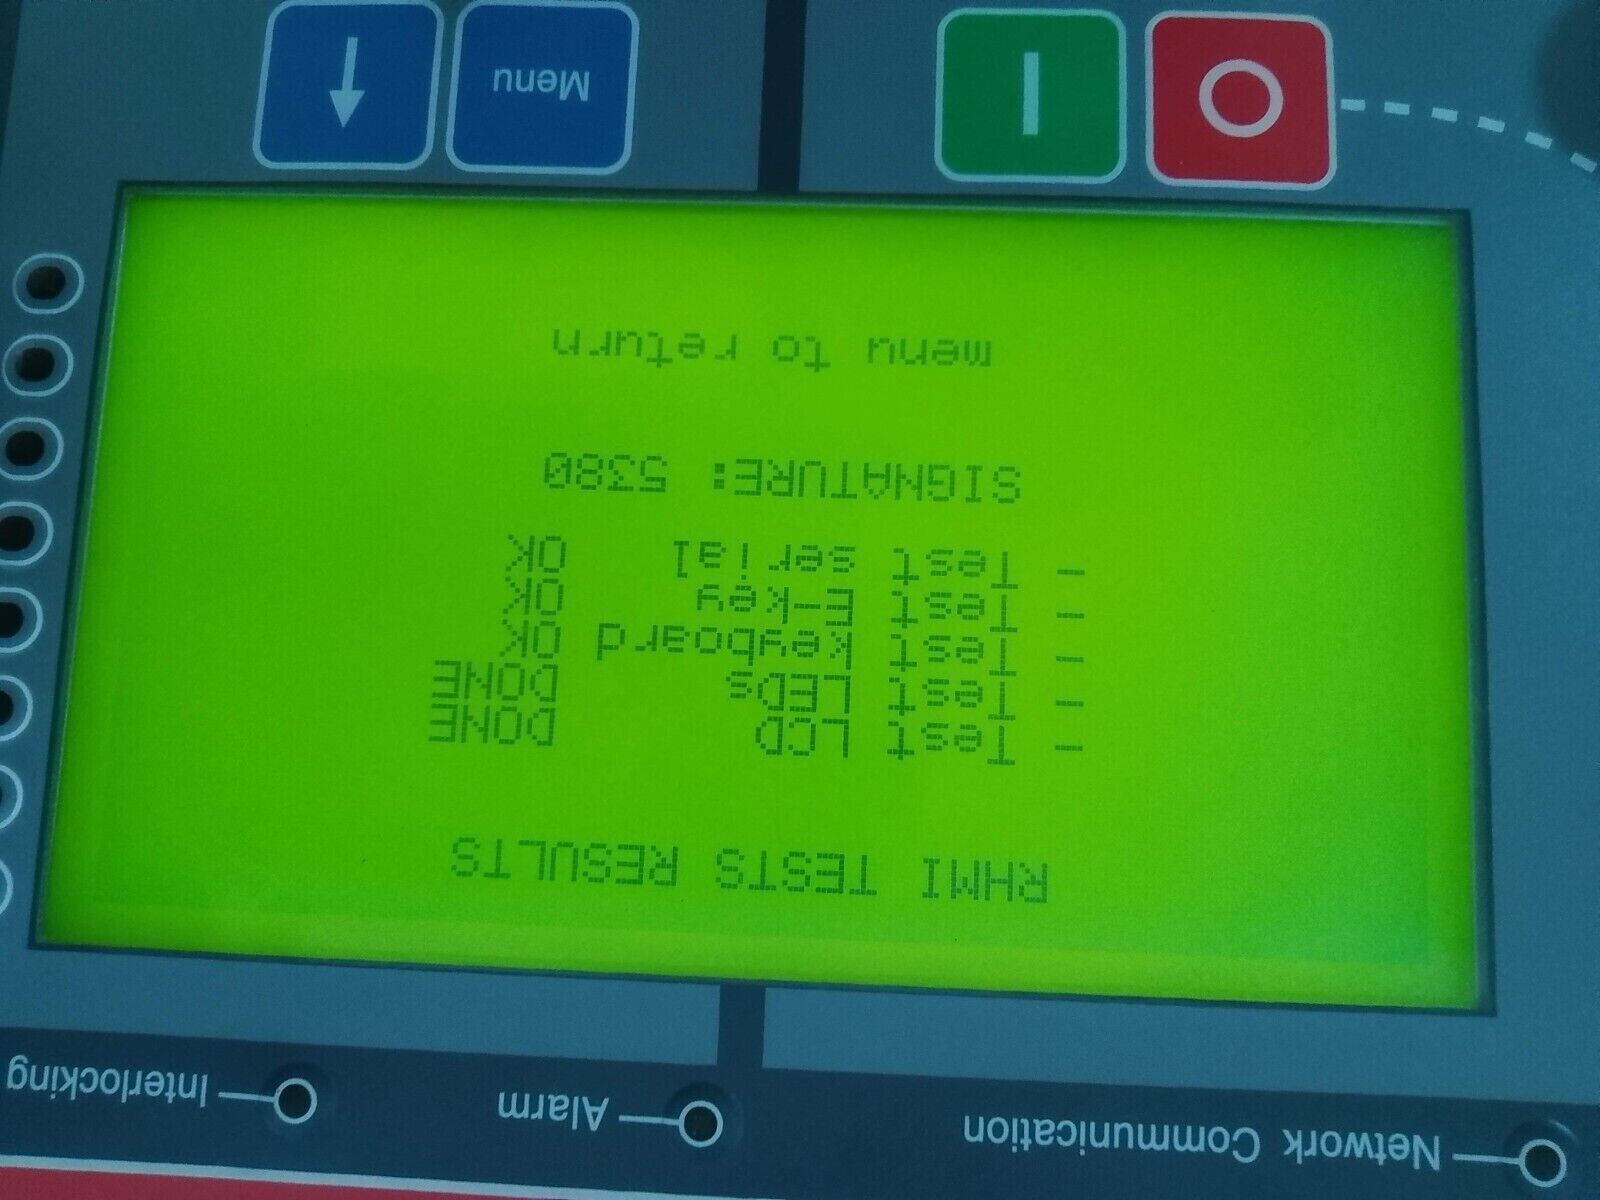 Network Communication
Alarm
Interlocking
RHMI TESTS RESULTS
- Test LCD DONE
- Test LEDs DONE
- Test Keyboard OK
- Test E-key OK
- Test serial OK
SIGNATURE: 5380
menu to return
Menu